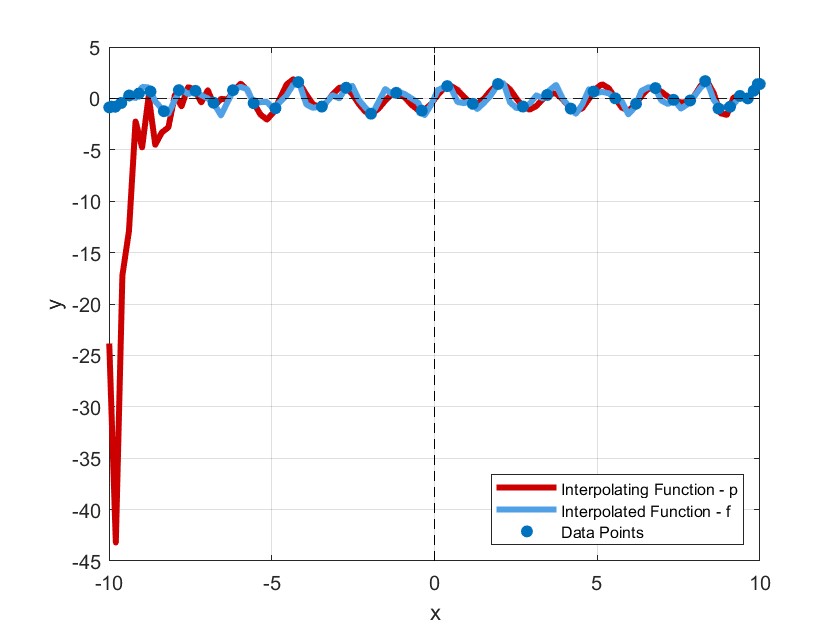 5
0
-5
-10
-15
-20
-25
-30
-35
-40
-45
y
-10 -5 0 5 10
x
Interpolating Function - p
Interpolated Function - f
Data Points